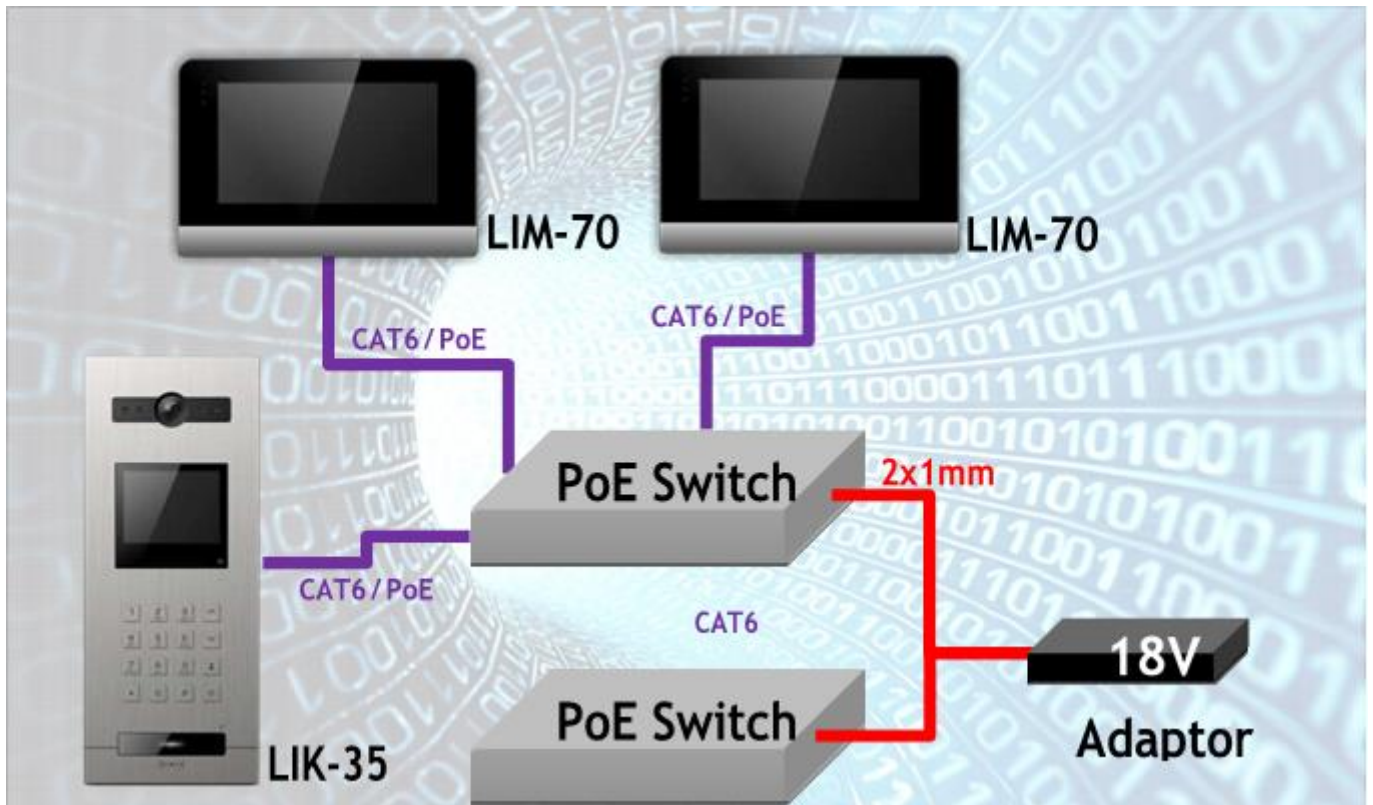 LIM-70
LIM-70
CAT6/PoE
CAT6/PoE
PoE Switch
2x1mm
CAT6/PoE
CAT6
18V
PoE Switch
Adaptor
LIK-35